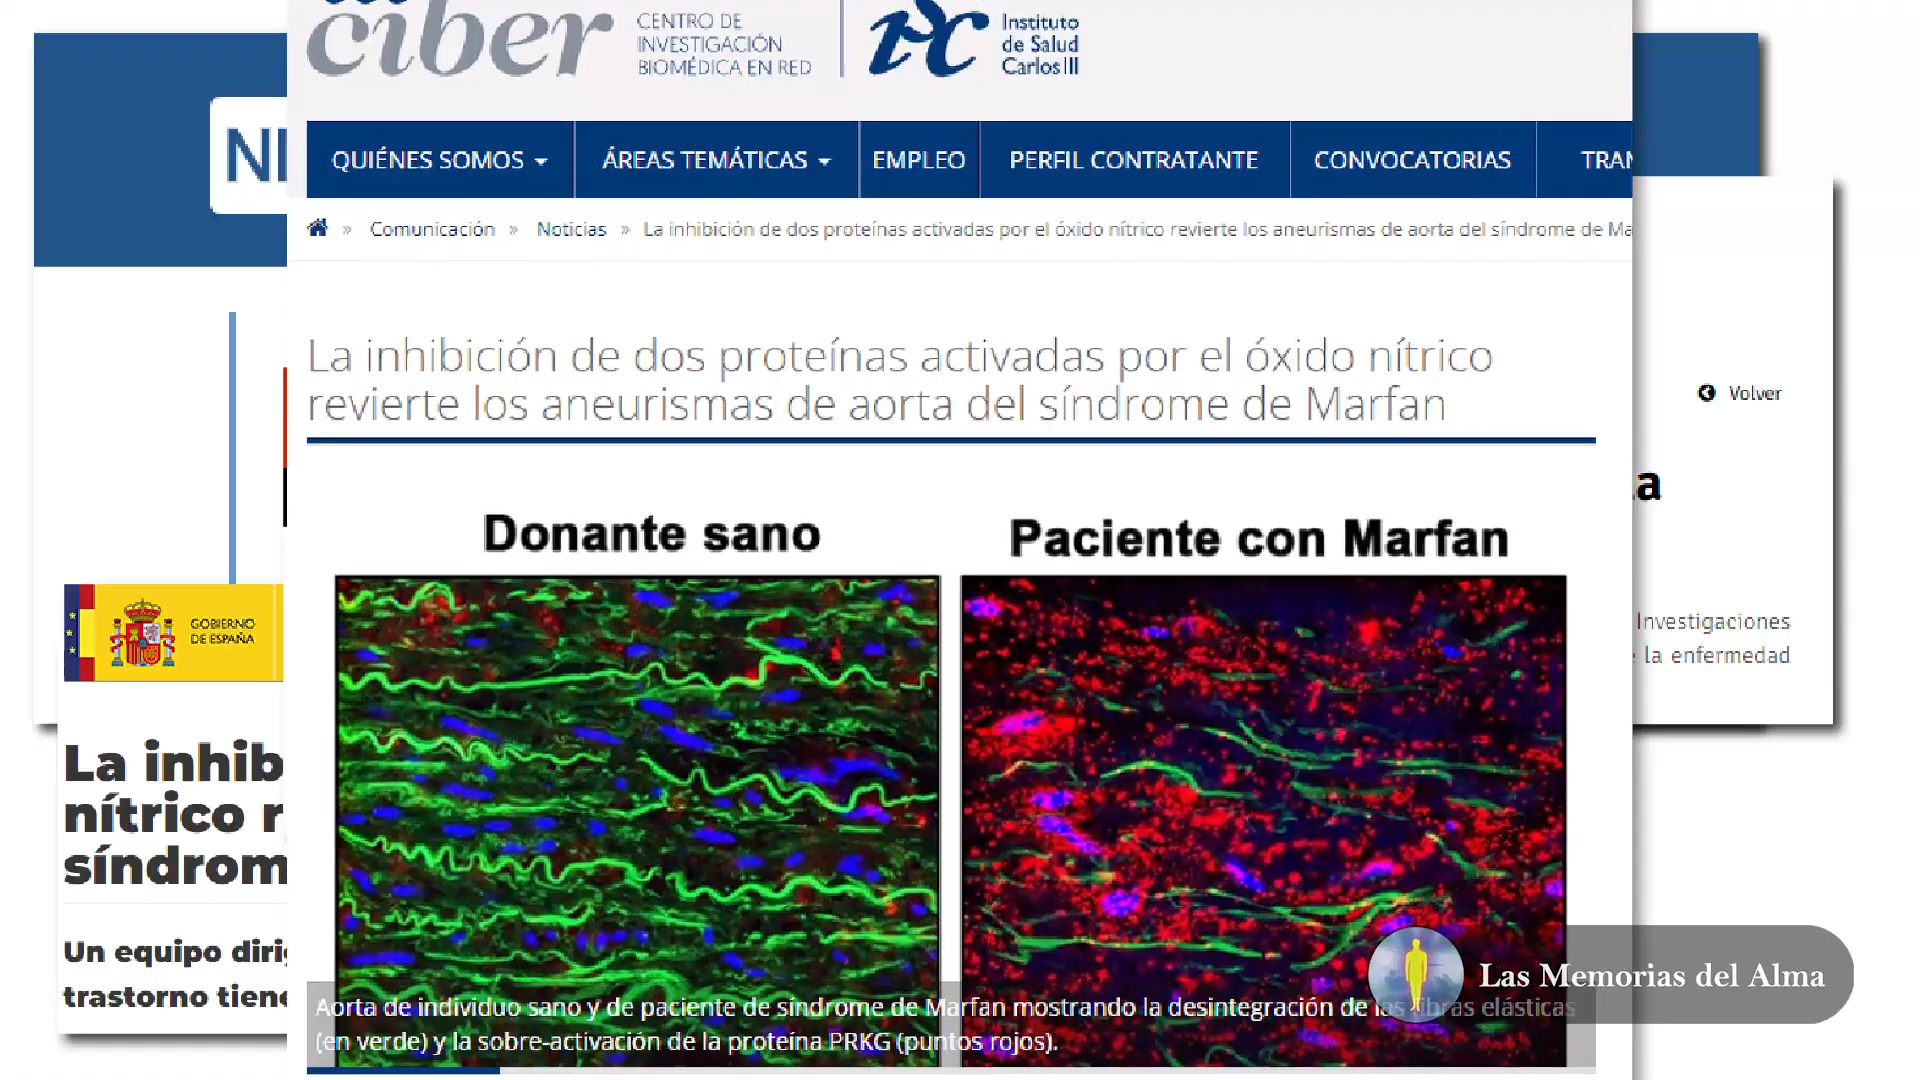 ciber
CENTRO DE
INVESTIGACIÓN
BIOMÉDICA EN RED
Instituto
de Salud
Carlos III
NI
QUIÉNES SOMOS
ÁREAS TEMÁTICAS
EMPLEO
PERFIL CONTRATANTE
CONVOCATORIAS
TRAN
» Comunicación » Noticias » La inhibición de dos proteínas activadas por el óxido nítrico revierte los aneurismas de aorta del síndrome de Ma
La inhibición de dos proteínas activadas por el óxido nítrico
revierte los aneurismas de aorta del síndrome de Marfan
Volver
Donante sano
Paciente con Marfan
GOBIERNO
DE ESPAÑA
Investigaciones
la enfermedad
La inhib
nítrico r
síndrom
Un equipo diri
trastorno tiene
Las Memorias del Alma
Aorta de individuo sano y de paciente de síndrome de Marfan mostrando la desintegración de las fibras elásticas
(en verde) y la sobre-activación de la proteína PRKG (puntos rojos).